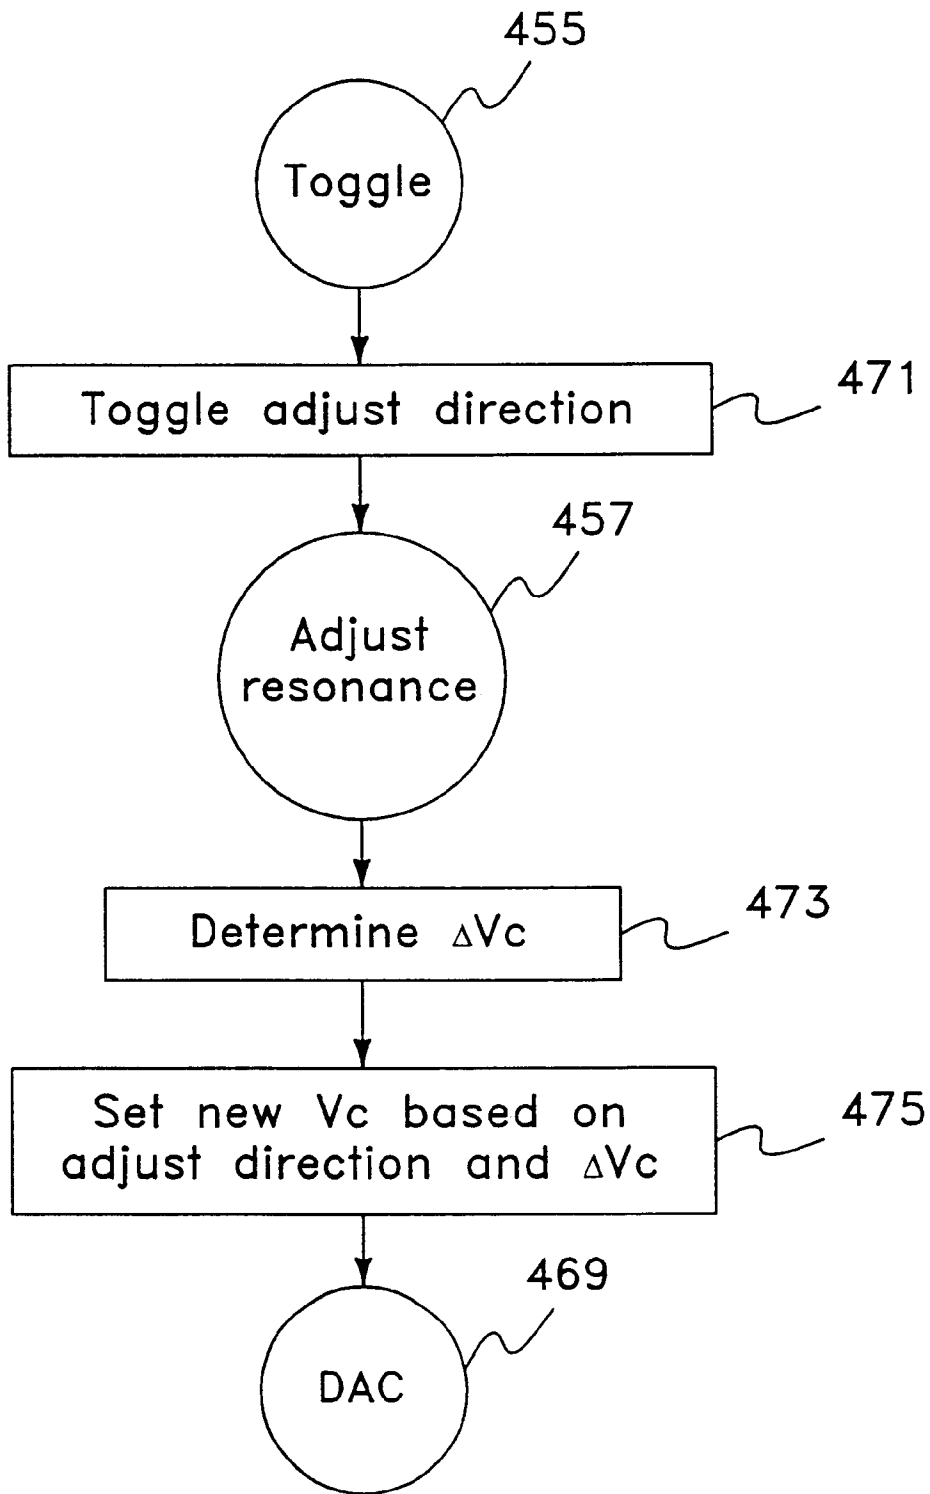 455
Toggle
471
Toggle adjust direction
457
Adjust
resonance
473
Determine ΔVc
475
Set new Vc based on
adjust direction and ΔVc
469
DAC